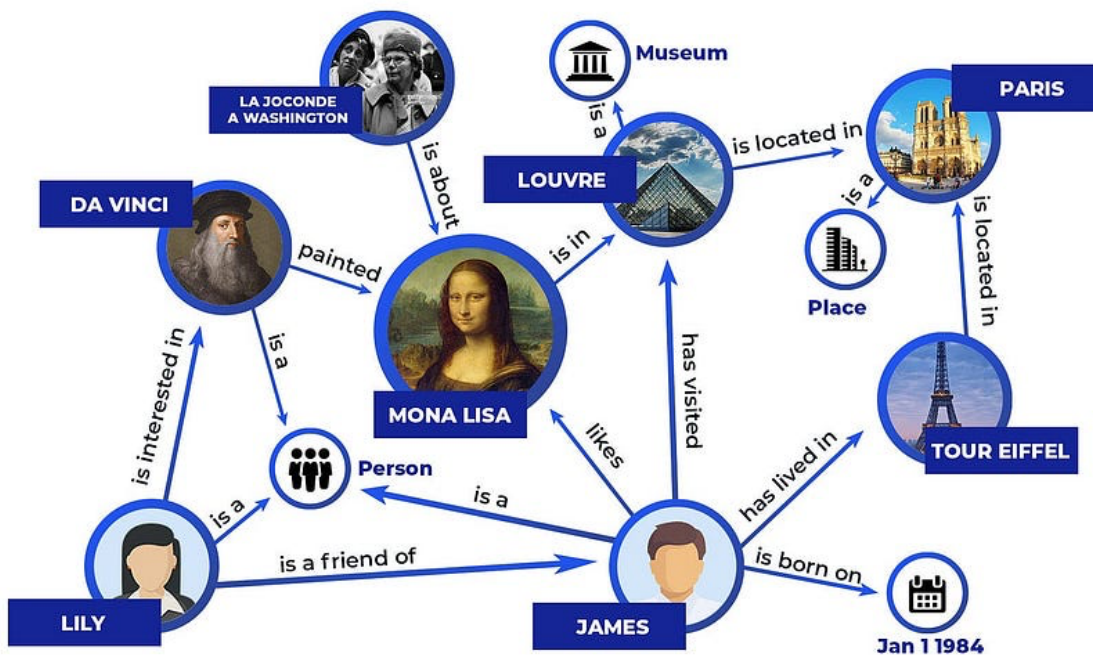 LA JOCONDE
A WASHINGTON
Museum
PARIS
is a
is located in
LOUVRE
is about
is a
DA VINCI
is located in
painted
is in
Place
is a
has visited
MONA LISA
is interested in
likes
TOUR EIFFEL
Person
has lived in
is a
is a
is a friend of
is born on
LILY
JAMES
Jan 1 1984